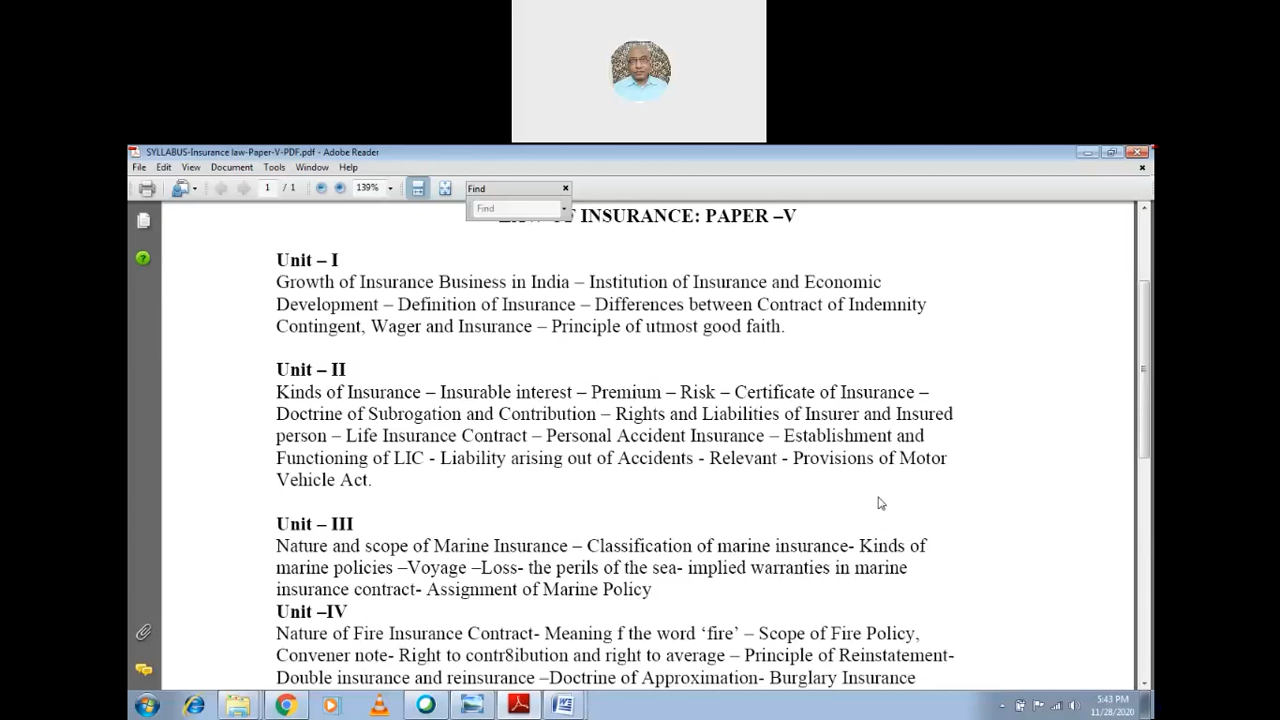 SYLLABUS-Insurance law-Paper-V-PDF.pdf - Adobe Reader
File Edit View Document Tools Window Help
1 / 1 139% Find
Find
INSURANCE: PAPER –V
Unit – I
Growth of Insurance Business in India – Institution of Insurance and Economic
Development – Definition of Insurance – Differences between Contract of Indemnity
Contingent, Wager and Insurance – Principle of utmost good faith.
Unit – II
Kinds of Insurance – Insurable interest – Premium – Risk – Certificate of Insurance –
Doctrine of Subrogation and Contribution – Rights and Liabilities of Insurer and Insured
person – Life Insurance Contract – Personal Accident Insurance – Establishment and
Functioning of LIC - Liability arising out of Accidents - Relevant - Provisions of Motor
Vehicle Act.
Unit – III
Nature and scope of Marine Insurance – Classification of marine insurance- Kinds of
marine policies –Voyage –Loss- the perils of the sea- implied warranties in marine
insurance contract- Assignment of Marine Policy
Unit –IV
Nature of Fire Insurance Contract- Meaning f the word ‘fire’ – Scope of Fire Policy,
Convener note- Right to contr8ibution and right to average – Principle of Reinstatement-
Double insurance and reinsurance –Doctrine of Approximation- Burglary Insurance
5:43 PM
11/28/2020